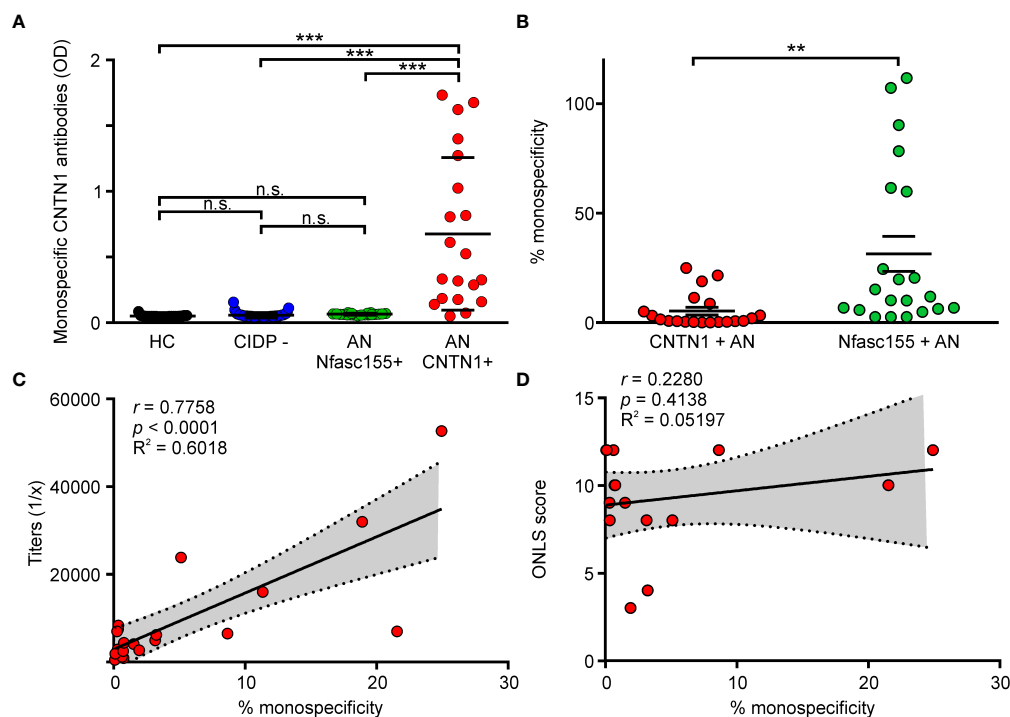 A
Monospecific CNTN1 antibodies (OD)
2
1
0
***
***
***
n.s.
n.s.
n.s.
HC
CIDP -
AN
Nfasc155+
AN
CNTN1+
B
% monospecificity
100
50
0
**
CNTN1 + AN
Nfasc155 + AN
C
r = 0.7758
p < 0.0001
R² = 0.6018
Titers (1/x)
60000
40000
20000
0
10
20
30
% monospecificity
D
r = 0.2280
p = 0.4138
R² = 0.05197
ONLS score
15
10
5
0
0
10
20
30
% monospecificity